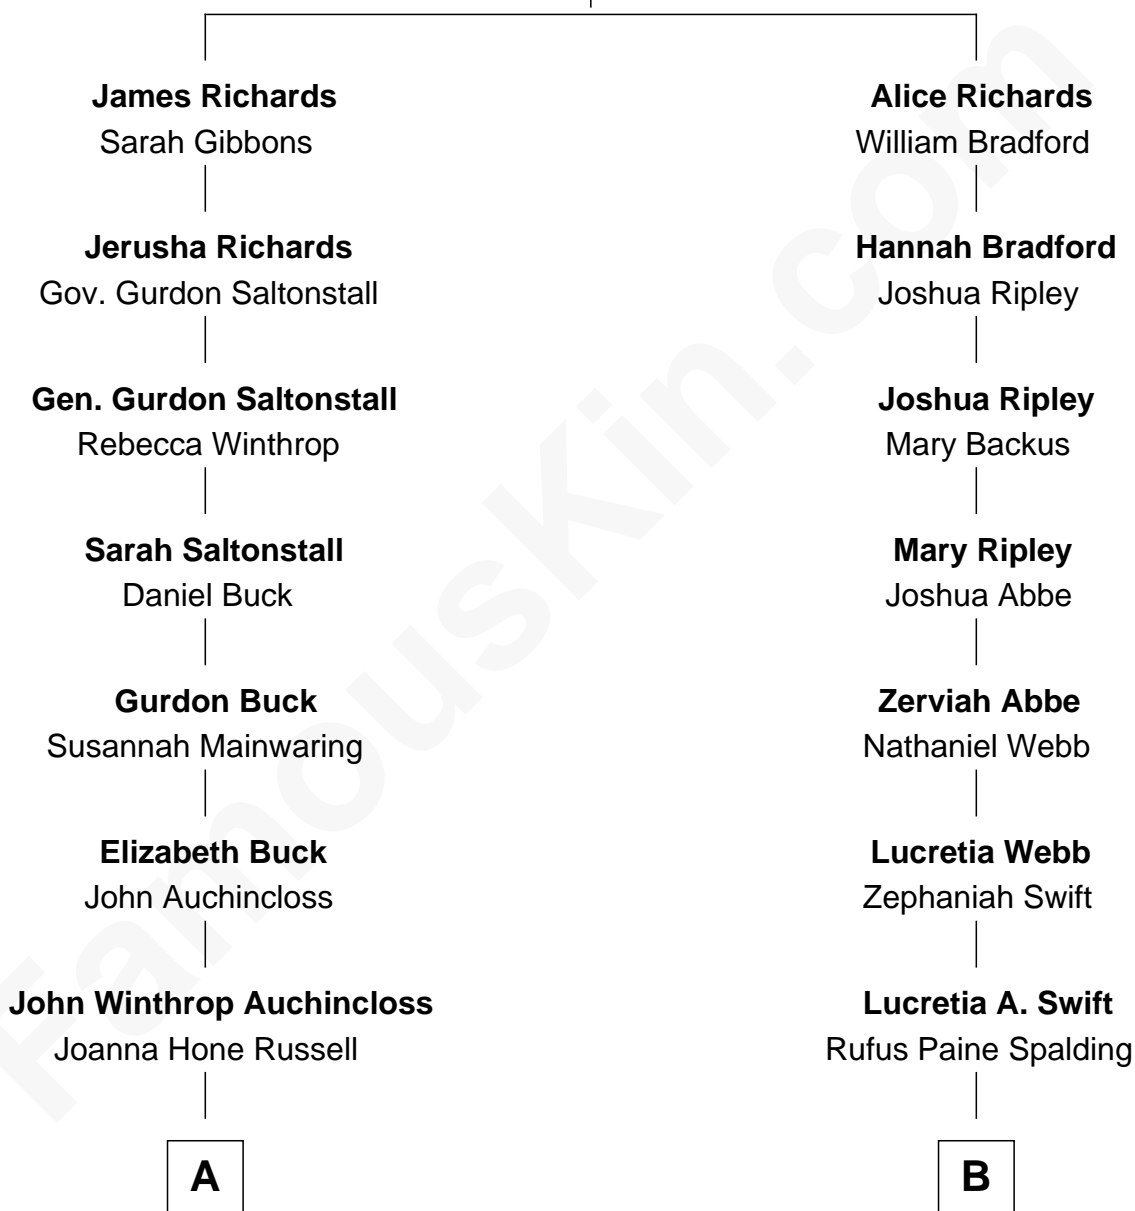 James Richards
Sarah Gibbons
Jerusha Richards
Gov. Gurdon Saltonstall
Gen. Gurdon Saltonstall
Rebecca Winthrop
Sarah Saltonstall
Daniel Buck
Gurdon Buck
Susannah Mainwaring
Elizabeth Buck
John Auchincloss
John Winthrop Auchincloss
Joanna Hone Russell
A
Alice Richards
William Bradford
Hannah Bradford
Joshua Ripley
Joshua Ripley
Mary Backus
Mary Ripley
Joshua Abbe
Zerviah Abbe
Nathaniel Webb
Lucretia Webb
Zephaniah Swift
Lucretia A. Swift
Rufus Paine Spalding
B
FamousKin.com